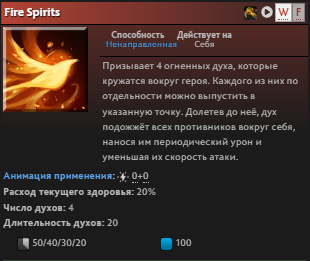 Fire Spirits
W F
Способность Действует на
Ненаправленная Себя
Призывает 4 огненных духа, которые
кружатся вокруг героя. Каждого из них по
отдельности можно выпустить в
указанную точку. Долетев до неё, дух
подожжёт всех противников вокруг себя,
нанося им периодический урон и
уменьшая их скорость атаки.
Анимация применения: 0+0
Расход текущего здоровья: 20%
Число духов: 4
Длительность духов: 20
50/40/30/20 100